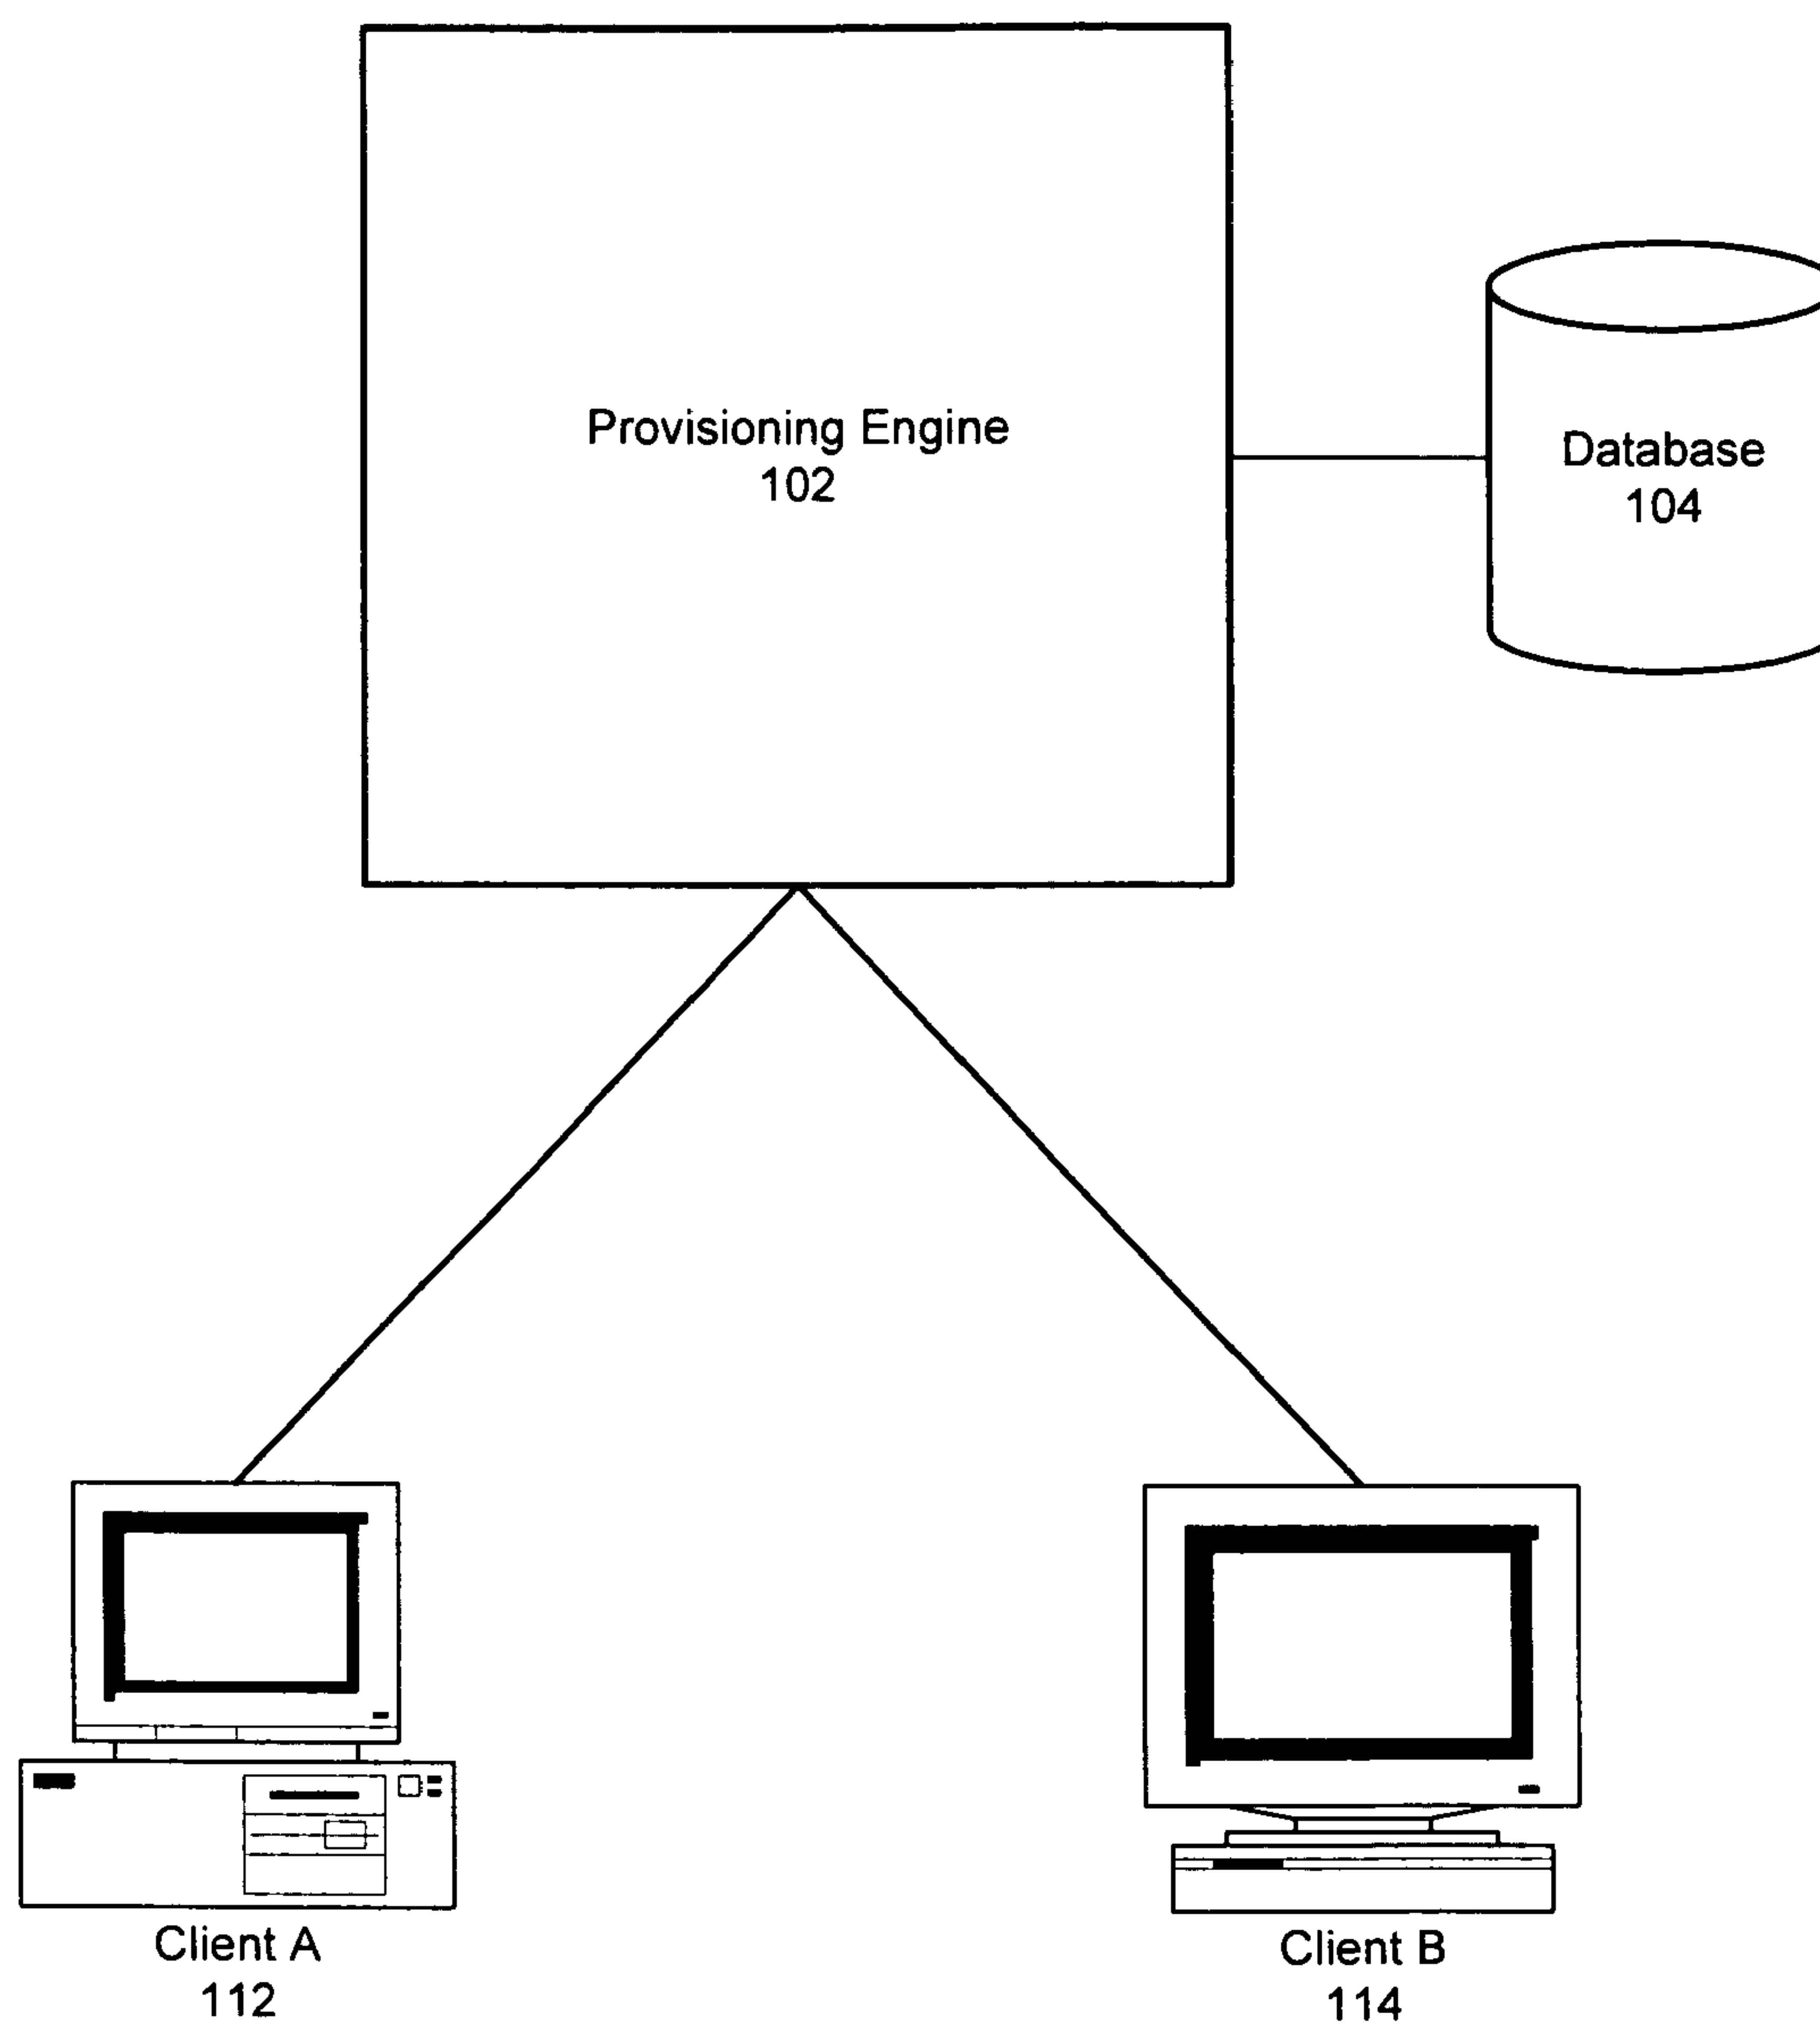 Provisioning Engine
102
Database
104
Client A
112
Client B
114